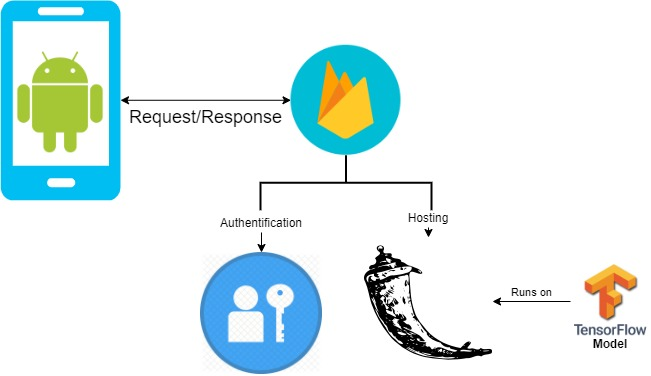 Request/Response
Authentification
Hosting
Runs on
TensorFlow
Model